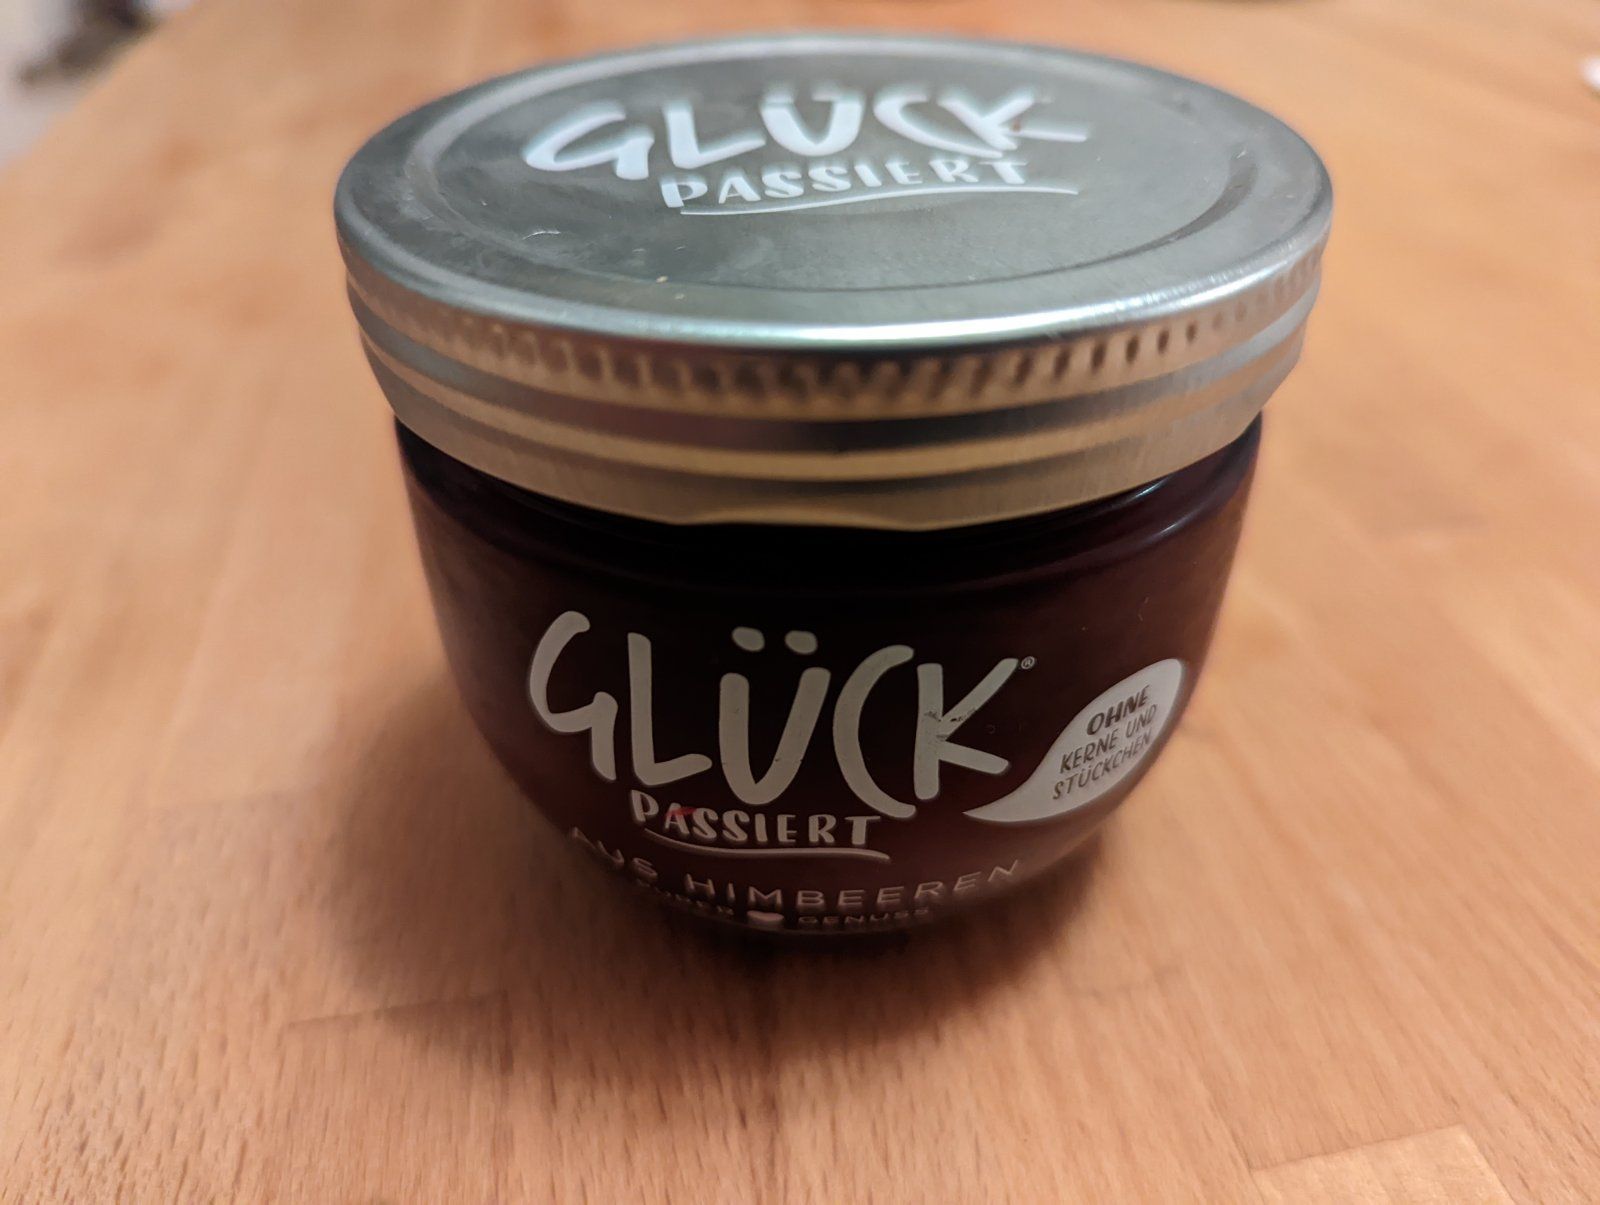 GLÜCK
PASSIERT
GLÜCK®
PASSIERT
OHNE
KERNE UND
STÜCKCHEN
AUS HIMBEEREN
GENUSS